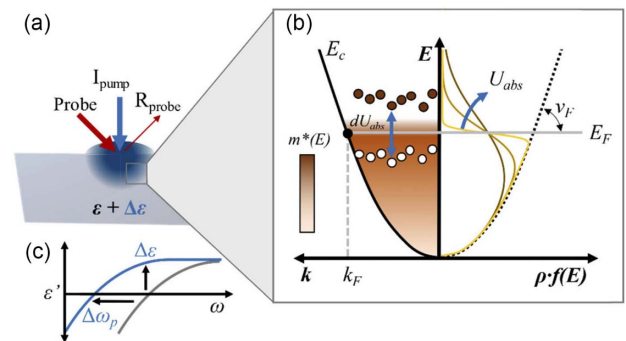 (a)
I_pump
Probe
R_probe
ε + Δε
(b)
E_c
E
U_abs
dU_abs
ν_F
E_F
m*(E)
k
k_F
ρ·f(E)
(c)
Δε
ε'
ω
Δω_p